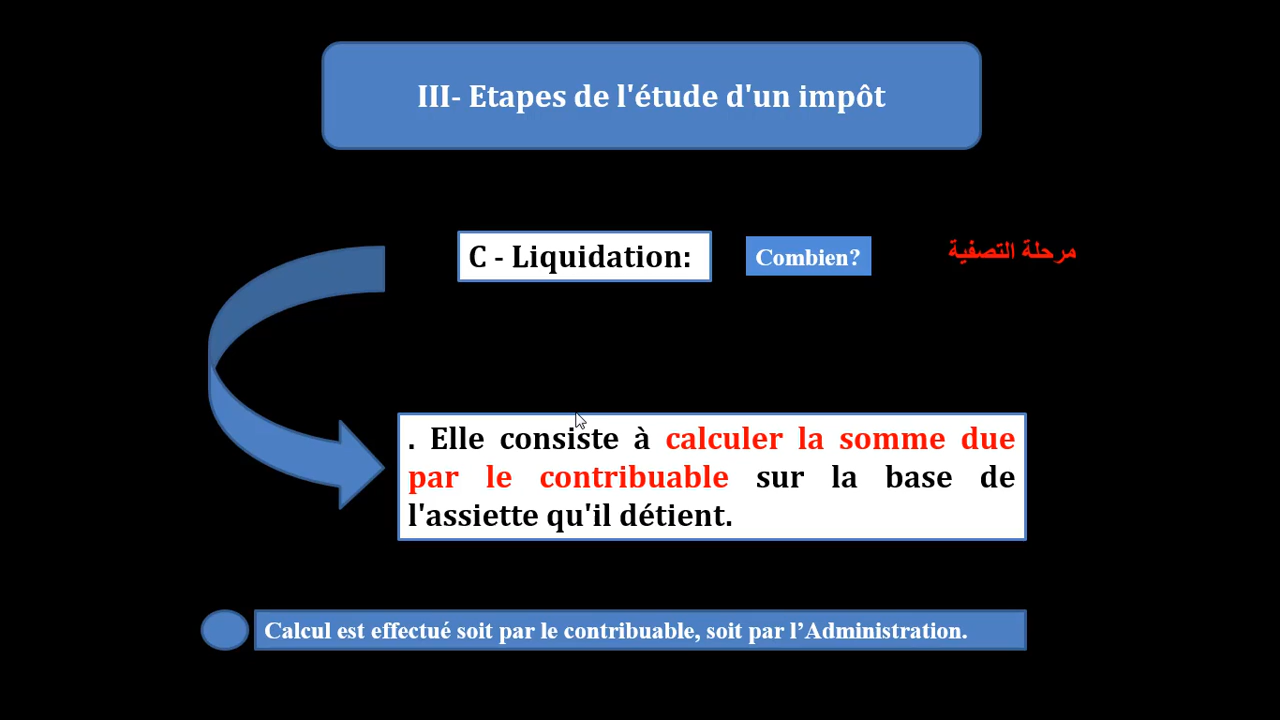 III- Etapes de l'étude d'un impôt
C - Liquidation:
Combien?
مرحلة التصفية
. Elle consiste à calculer la somme due
par le contribuable sur la base de
l'assiette qu'il détient.
Calcul est effectué soit par le contribuable, soit par l’Administration.